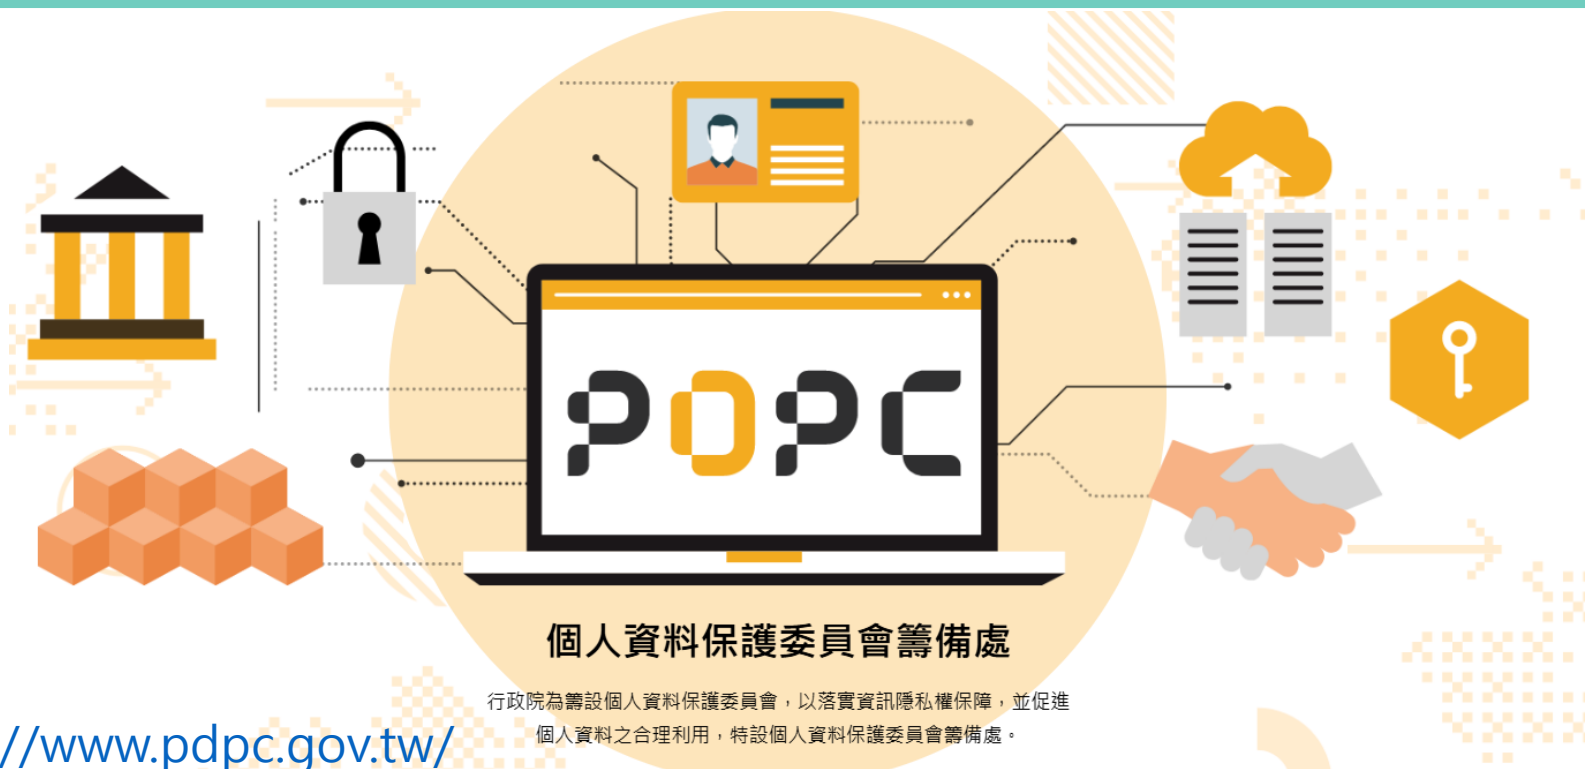 PDPC
個人資料保護委員會籌備處
行政院為籌設個人資料保護委員會，以落實資訊隱私權保障，並促進
個人資料之合理利用，特設個人資料保護委員會籌備處。
//www.pdpc.gov.tw/